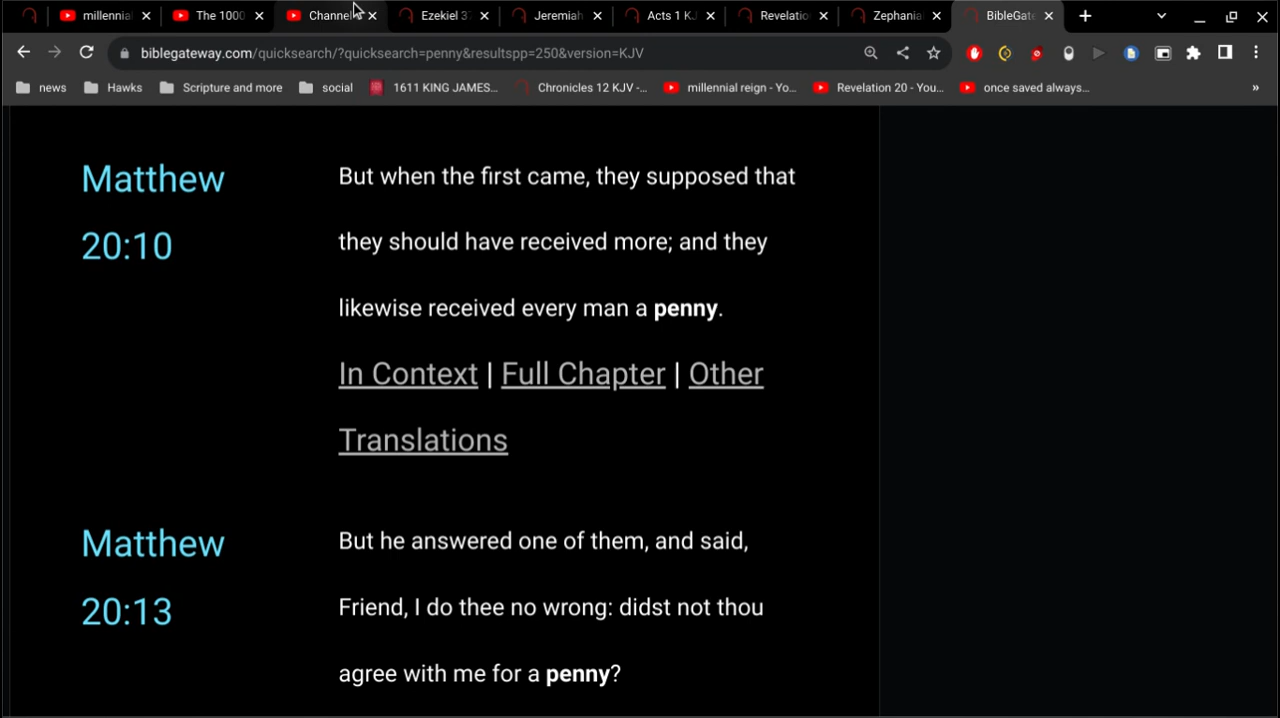 millennia
The 1000
Channel
Ezekiel 37
Jeremiah
Acts 1 KJ
Revelatio
Zephania
BibleGate
biblegateway.com/quicksearch/?quicksearch=penny&resultspp=250&version=KJV
news
Hawks
Scripture and more
social
1611 KING JAMES...
Chronicles 12 KJV -...
millennial reign - Yo...
Revelation 20 - You...
once saved always...
»
Matthew
20:10
But when the first came, they supposed that
they should have received more; and they
likewise received every man a penny.
In Context | Full Chapter | Other
Translations
Matthew
20:13
But he answered one of them, and said,
Friend, I do thee no wrong: didst not thou
agree with me for a penny?